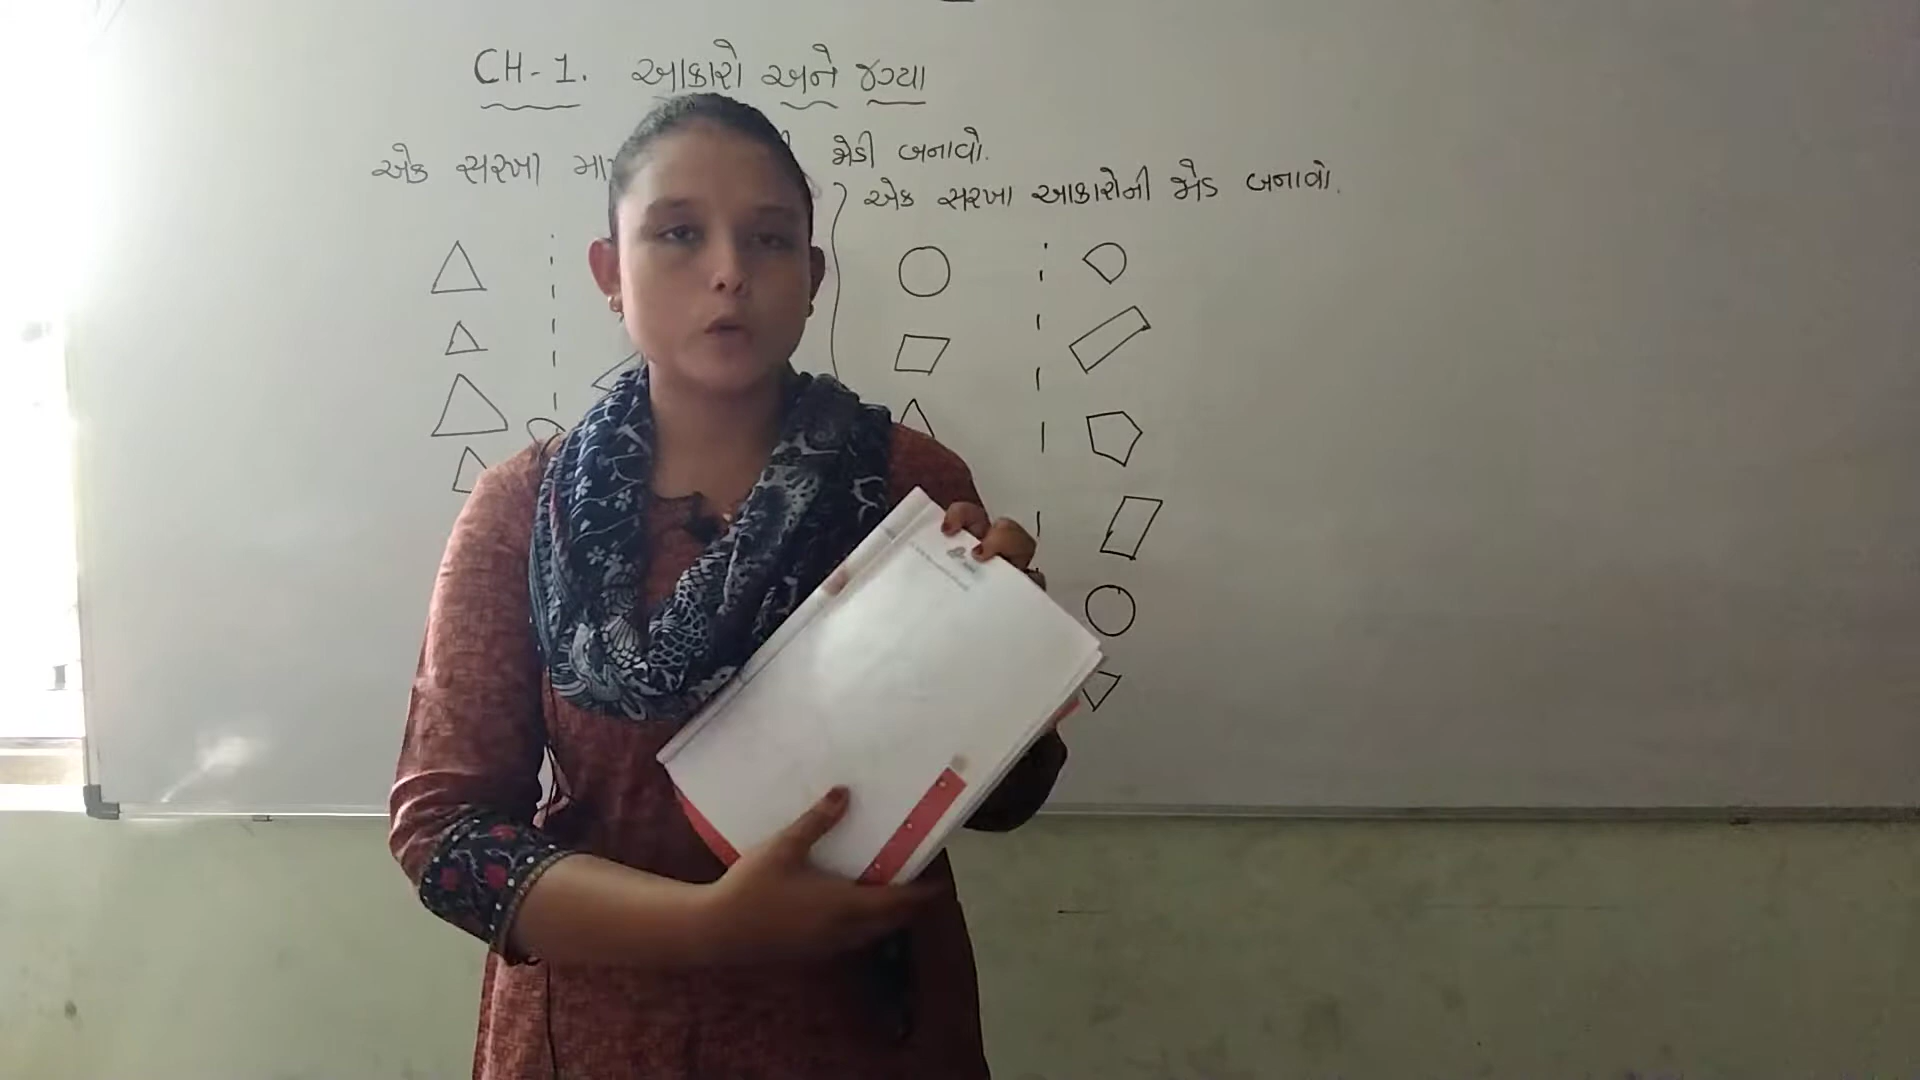 CH-1. આકારો અને જગ્યા
એક સરખા જોડી બનાવો.
એક સરખા આકારોની જોડ બનાવો.